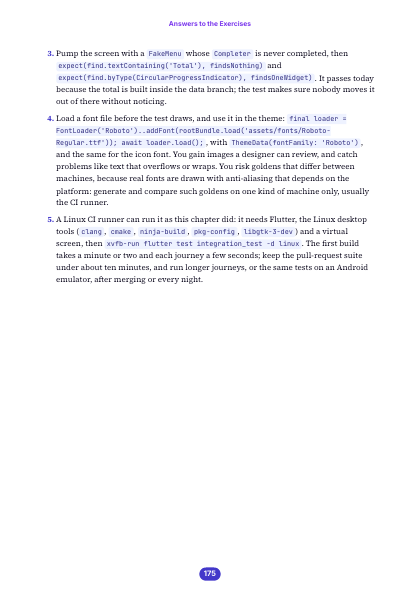 Answers to the Exercises
3. Pump the screen with a FakeMenu whose Completer is never completed, then
expect(find.textContaining('Total'), findsNothing) and
expect(find.byType(CircularProgressIndicator), findsOneWidget). It passes today
because the total is built inside the data branch; the test makes sure nobody moves it
out of there without noticing.
4. Load a font file before the test draws, and use it in the theme: final loader =
FontLoader('Roboto')..addFont(rootBundle.load('assets/fonts/Roboto-
Regular.ttf')); await loader.load();, with ThemeData(fontFamily: 'Roboto'),
and the same for the icon font. You gain images a designer can review, and catch
problems like text that overflows or wraps. You risk goldens that differ between
machines, because real fonts are drawn with anti-aliasing that depends on the
platform: generate and compare such goldens on one kind of machine only, usually
the CI runner.
5. A Linux CI runner can run it as this chapter did: it needs Flutter, the Linux desktop
tools (clang, cmake, ninja-build, pkg-config, libgtk-3-dev) and a virtual
screen, then xvfb-run flutter test integration_test -d linux. The first build
takes a minute or two and each journey a few seconds; keep the pull-request suite
under about ten minutes, and run longer journeys, or the same tests on an Android
emulator, after merging or every night.
175